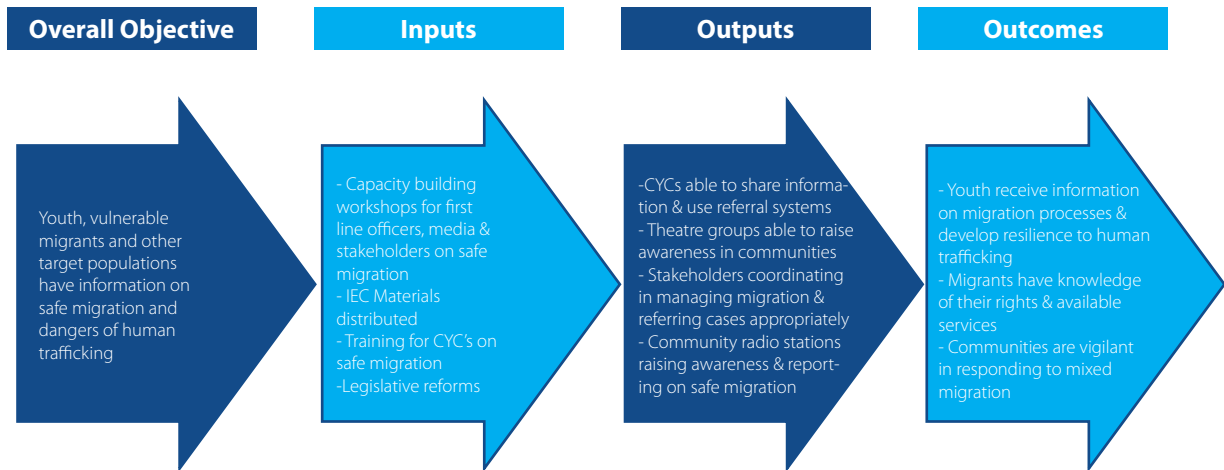 Overall Objective
Inputs
Outputs
Outcomes
Youth, vulnerable
migrants and other
target populations
have information on
safe migration and
dangers of human
trafficking
- Capacity building
workshops for first
line officers, media &
stakeholders on safe
migration
- IEC Materials
distributed
- Training for CYC's on
safe migration
-Legislative reforms
-CYCs able to share informa-
tion & use referral systems
- Theatre groups able to raise
awareness in communities
- Stakeholders coordinating
in managing migration &
referring cases appropriately
- Community radio stations
raising awareness & report-
ing on safe migration
- Youth receive information
on migration processes &
develop resilience to human
trafficking
- Migrants have knowledge
of their rights & available
services
- Communities are vigilant
in responding to mixed
migration